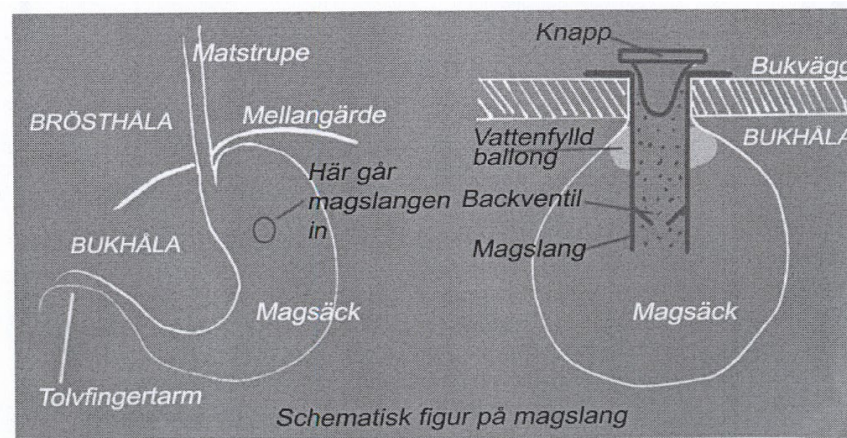 Matstrupe
BRÖSTHÅLA
Mellangärde
Här går
magslangen
in
BUKHÅLA
Magsäck
Tolvfingertarm
Knapp
Bukvägg
Vattenfylld
ballong
BUKHÅLA
Backventil
Magslang
Magsäck
Schematisk figur på magslang